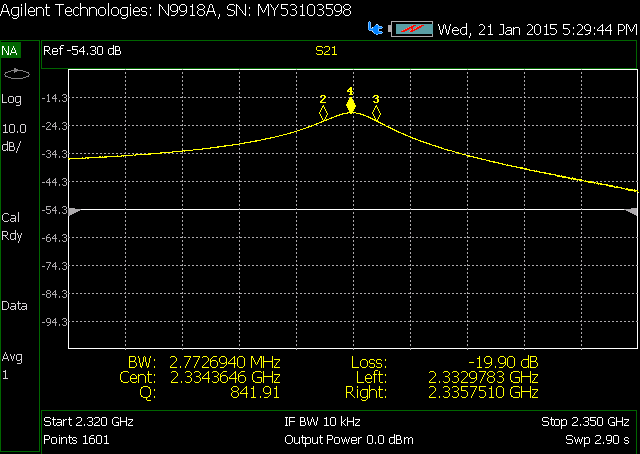 Agilent Technologies: N9918A, SN: MY53103598
Wed, 21 Jan 2015 5:29:44 PM
NA
Ref -54.30 dB
S21
Log
10.0
dB/
Cal
Rdy
Data
Avg
1
-14.3
-24.3
-34.3
-44.3
-54.3
-64.3
-74.3
-84.3
-94.3
2
4
3
BW: 2.7726940 MHz Loss: -19.90 dB
Cent: 2.3343646 GHz Left: 2.3329783 GHz
Q: 841.91 Right: 2.3357510 GHz
Start 2.320 GHz IF BW 10 kHz Stop 2.350 GHz
Points 1601 Output Power 0.0 dBm Swp 2.90 s